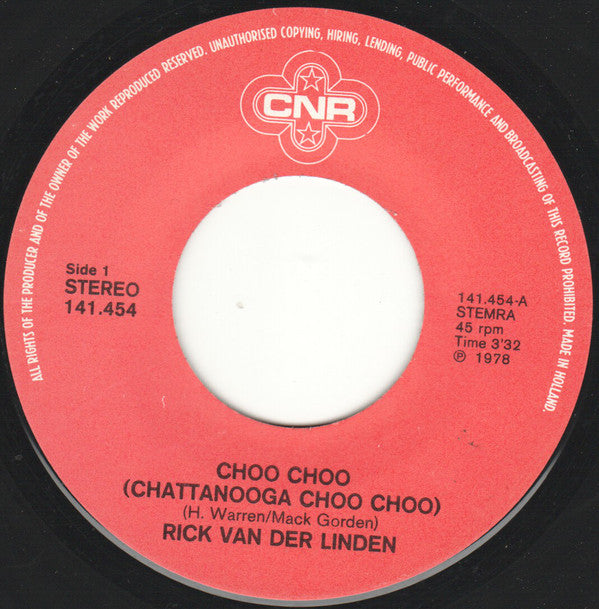 ALL RIGHTS OF THE PRODUCER AND OF THE OWNER OF THE WORK REPRODUCED RESERVED. UNAUTHORISED COPYING, HIRING, LENDING, PUBLIC PERFORMANCE AND BROADCASTING OF THIS RECORD PROHIBITED. MADE IN HOLLAND.
CNR
Side 1
STEREO
141.454
141.454-A
STEMRA
45 rpm
Time 3'32
℗ 1978
CHOO CHOO
(CHATTANOOGA CHOO CHOO)
(H. Warren/Mack Gorden)
RICK VAN DER LINDEN